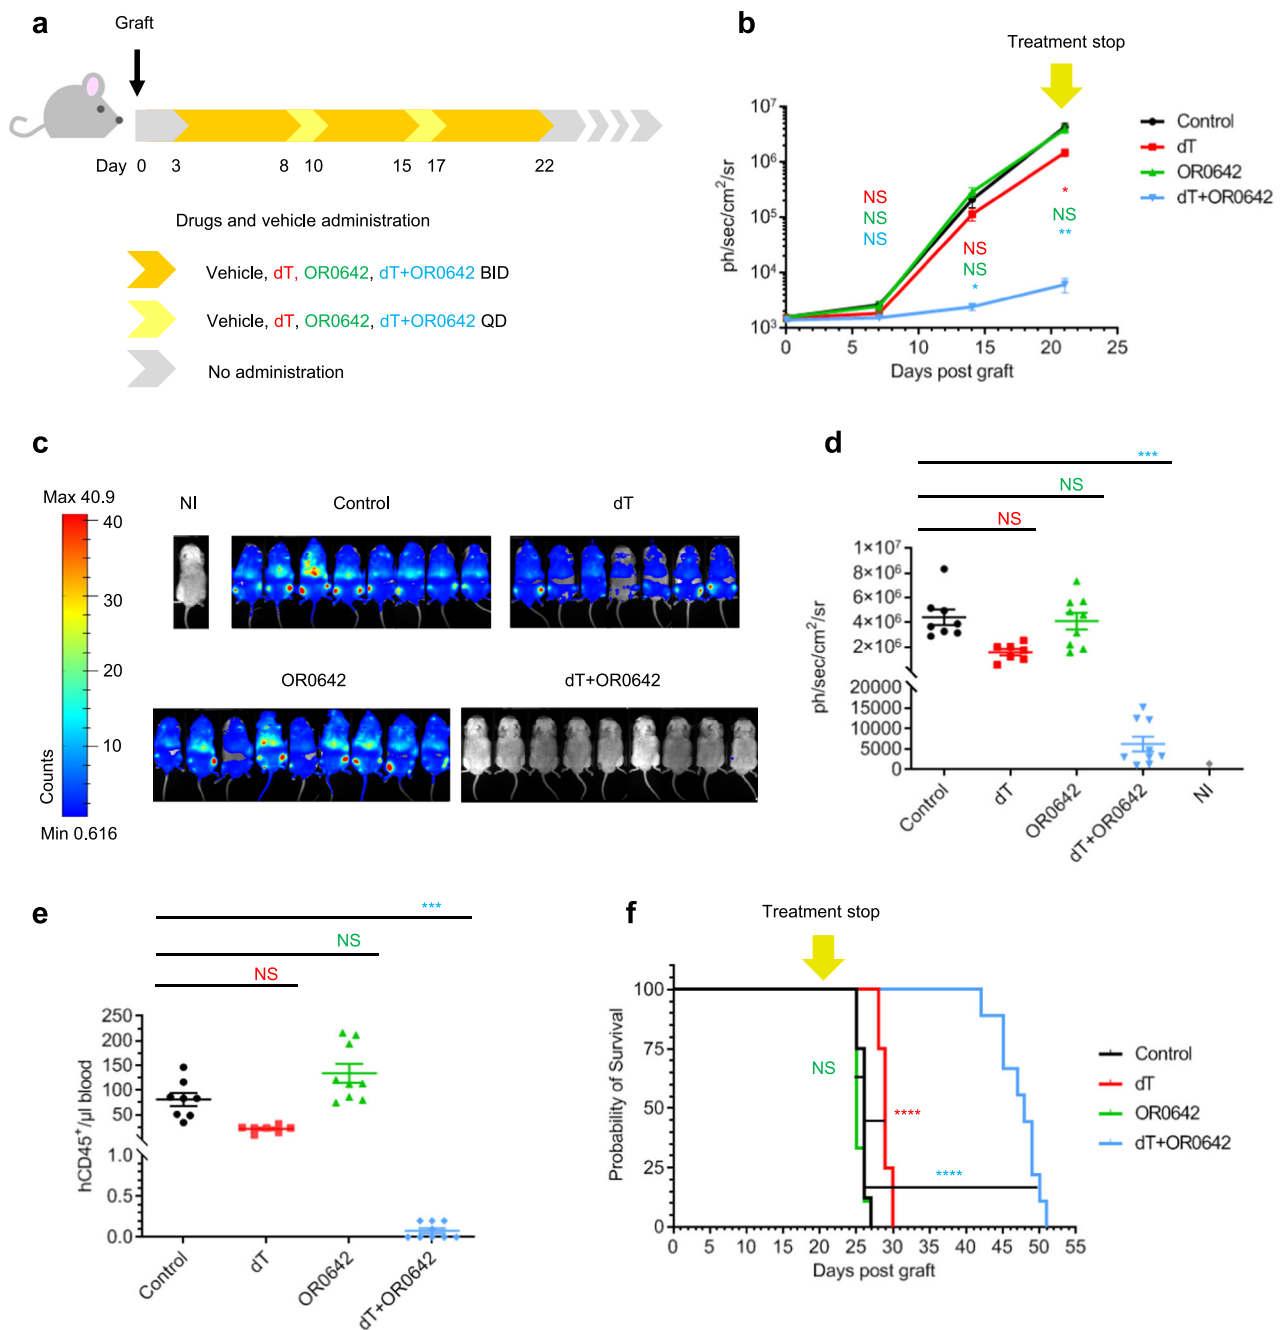 a
Graft
Day 0 3 8 10 15 17 22
Drugs and vehicle administration
Vehicle, dT, OR0642, dT+OR0642 BID
Vehicle, dT, OR0642, dT+OR0642 QD
No administration
b
Treatment stop
10⁷
10⁶
10⁵
10⁴
10³
ph/sec/cm²/sr
NS
NS
NS
NS
NS
*
*
NS
**
0 5 10 15 20 25
Days post graft
Control
dT
OR0642
dT+OR0642
c
Max 40.9
40
30
20
10
Counts
Min 0.616
NI
Control
dT
OR0642
dT+OR0642
d
***
NS
NS
1×10⁷
8×10⁶
6×10⁶
4×10⁶
2×10⁶
20000
15000
10000
5000
0
ph/sec/cm²/sr
Control
dT
OR0642
dT+OR0642
NI
e
***
NS
NS
250
200
150
100
50
1.0
0.5
0.0
hCD45⁺/µl blood
Control
dT
OR0642
dT+OR0642
f
Treatment stop
100
75
50
25
0
Probability of Survival
NS
****
****
0 5 10 15 20 25 30 35 40 45 50 55
Days post graft
Control
dT
OR0642
dT+OR0642